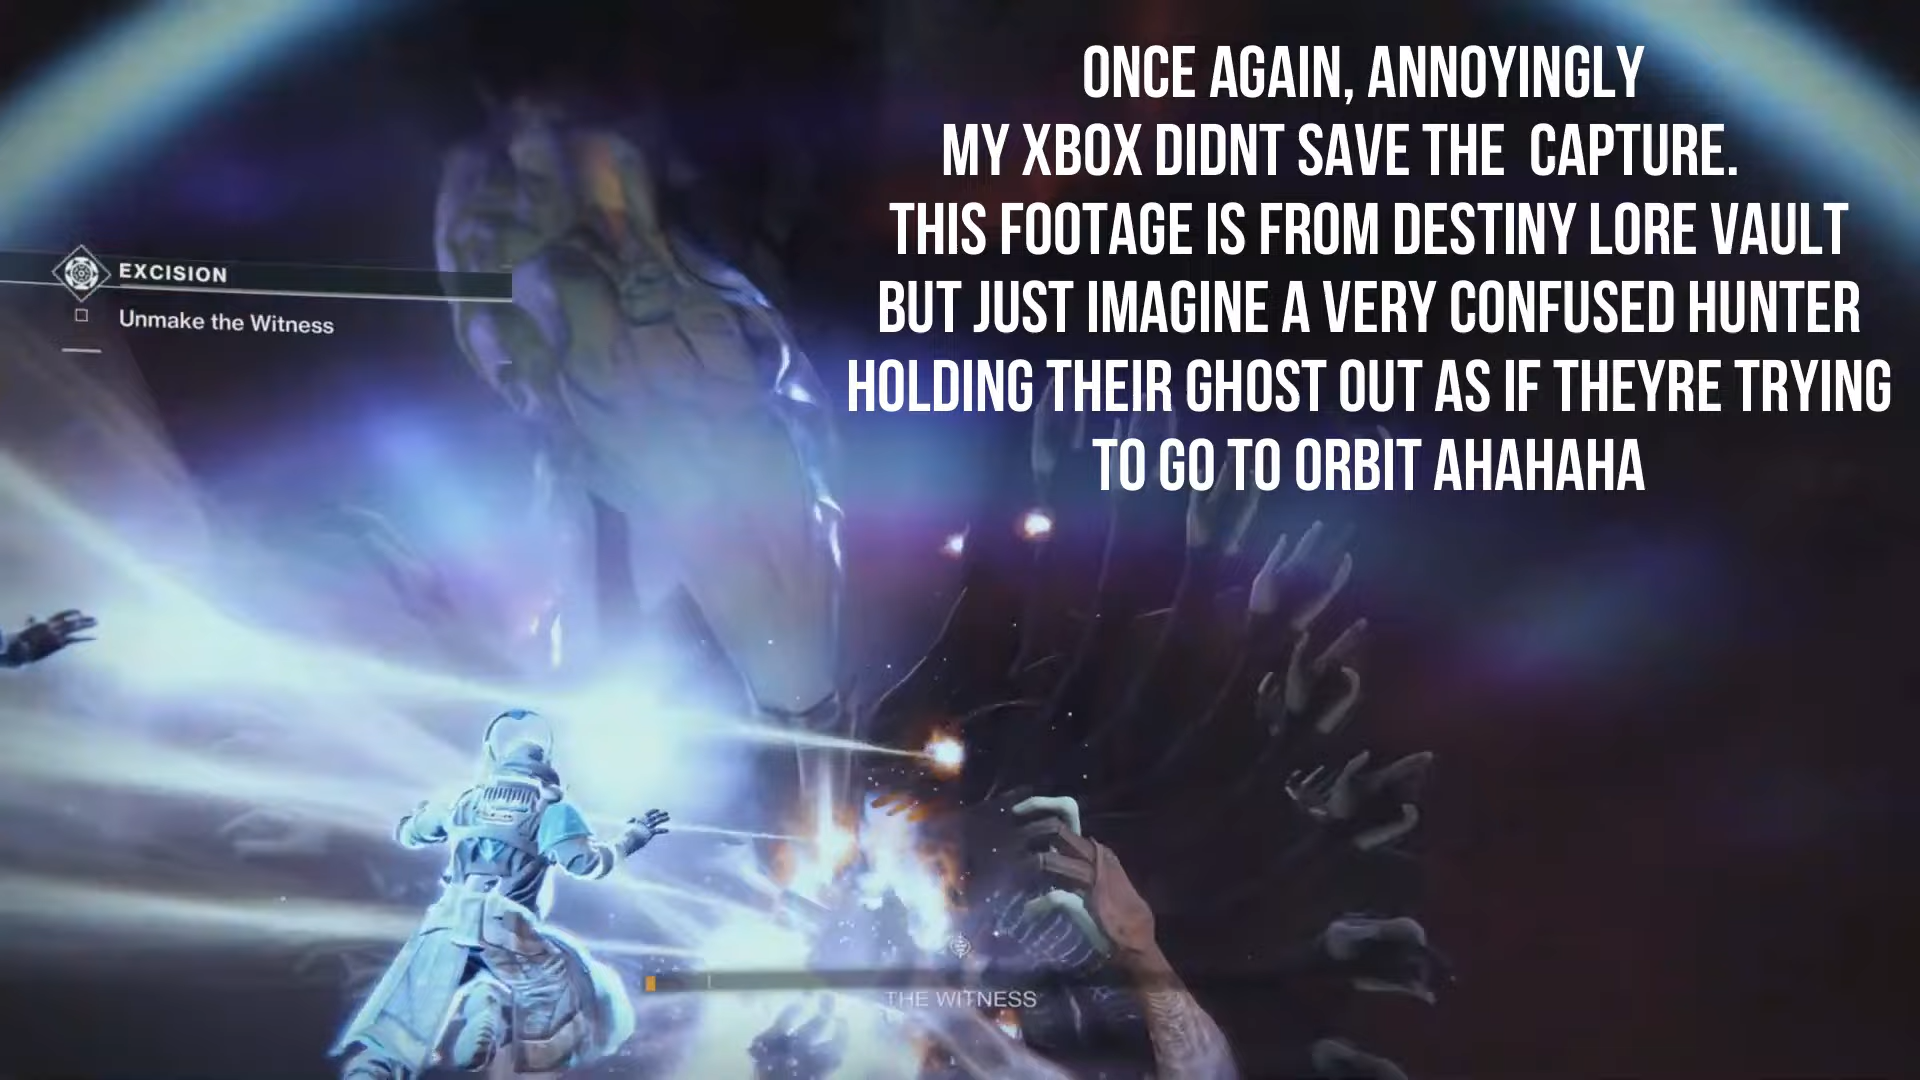 ONCE AGAIN, ANNOYINGLY
MY XBOX DIDNT SAVE THE CAPTURE.
THIS FOOTAGE IS FROM DESTINY LORE VAULT
BUT JUST IMAGINE A VERY CONFUSED HUNTER
HOLDING THEIR GHOST OUT AS IF THEYRE TRYING
TO GO TO ORBIT AHAHAHA
EXCISION
Unmake the Witness
THE WITNESS